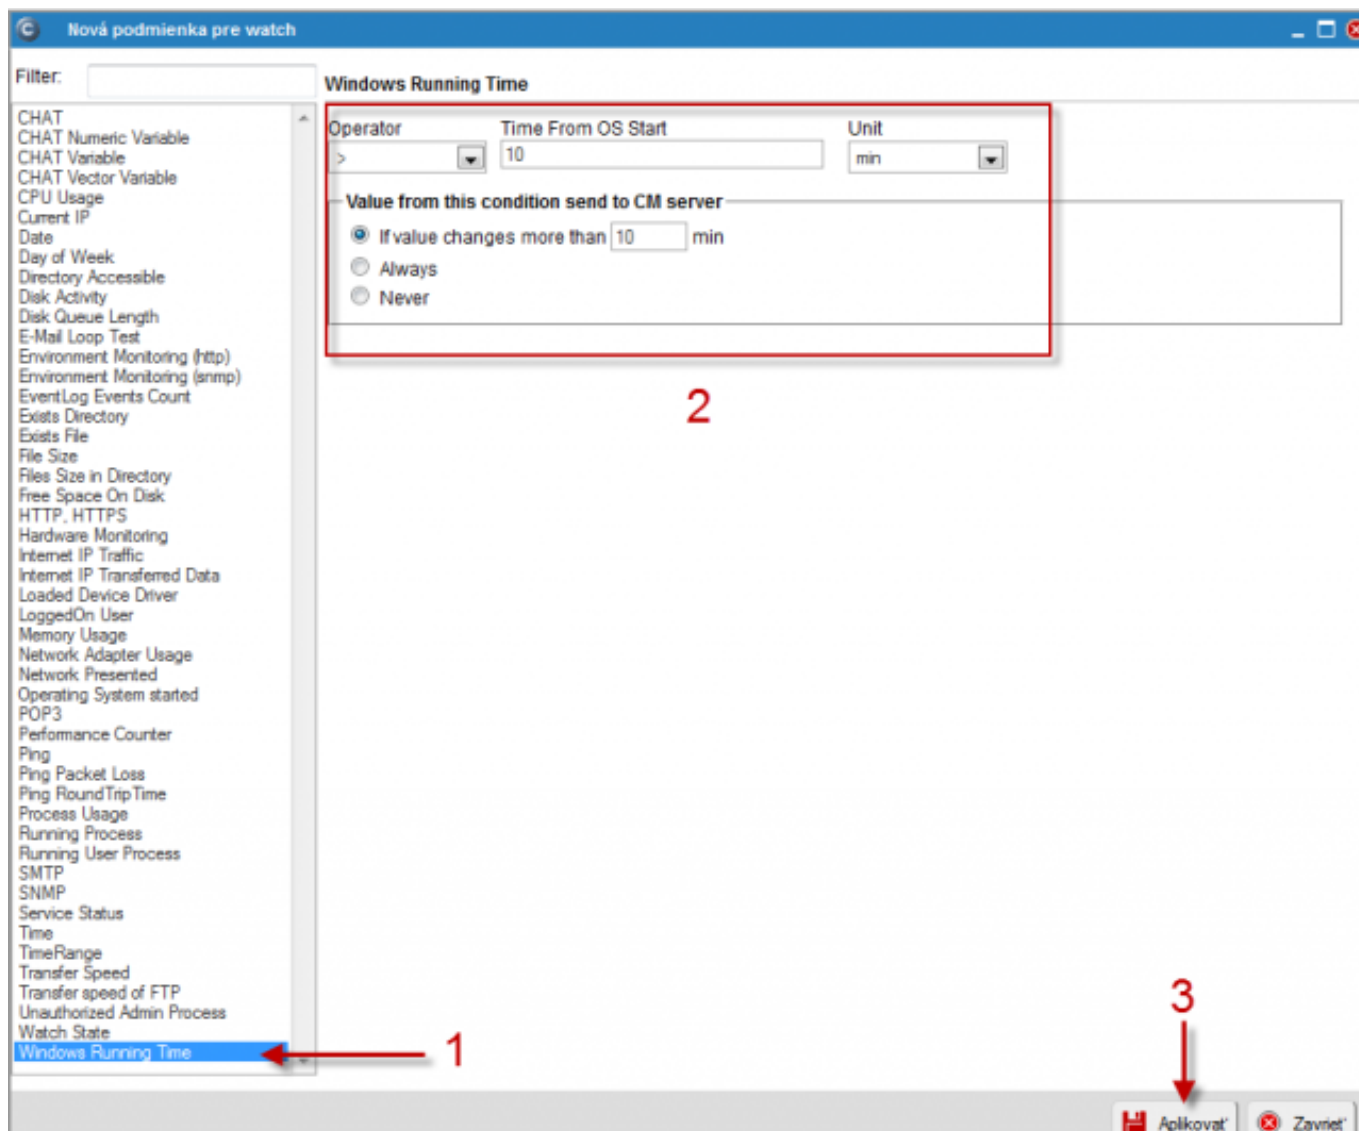 Nová podmienka pre watch
Filter:
Windows Running Time
CHAT
CHAT Numeric Variable
CHAT Variable
CHAT Vector Variable
CPU Usage
Current IP
Date
Day of Week
Directory Accessible
Disk Activity
Disk Queue Length
E-Mail Loop Test
Environment Monitoring (http)
Environment Monitoring (snmp)
EventLog Events Count
Exists Directory
Exists File
File Size
Files Size in Directory
Free Space On Disk
HTTP, HTTPS
Hardware Monitoring
Internet IP Traffic
Internet IP Transferred Data
Loaded Device Driver
LoggedOn User
Memory Usage
Network Adapter Usage
Network Presented
Operating System started
POP3
Performance Counter
Ping
Ping Packet Loss
Ping RoundTripTime
Process Usage
Running Process
Running User Process
SMTP
SNMP
Service Status
Time
TimeRange
Transfer Speed
Transfer speed of FTP
Unauthorized Admin Process
Watch State
Windows Running Time
1
Operator Time From OS Start Unit
> 10 min
Value from this condition send to CM server
If value changes more than 10 min
Always
Never
2
3
Aplikovať Zavrieť